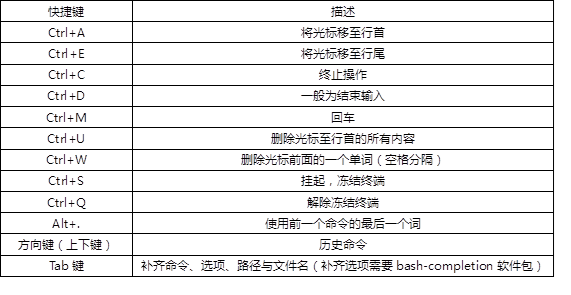 快捷键 描述
Ctrl+A 将光标移至行首
Ctrl+E 将光标移至行尾
Ctrl+C 终止操作
Ctrl+D 一般为结束输入
Ctrl+M 回车
Ctrl+U 删除光标至行首的所有内容
Ctrl+W 删除光标前面的一个单词（空格分隔）
Ctrl+S 挂起，冻结终端
Ctrl+Q 解除冻结终端
Alt+. 使用前一个命令的最后一个词
方向键（上下键） 历史命令
Tab 键 补齐命令、选项、路径与文件名（补齐选项需要 bash-completion 软件包）